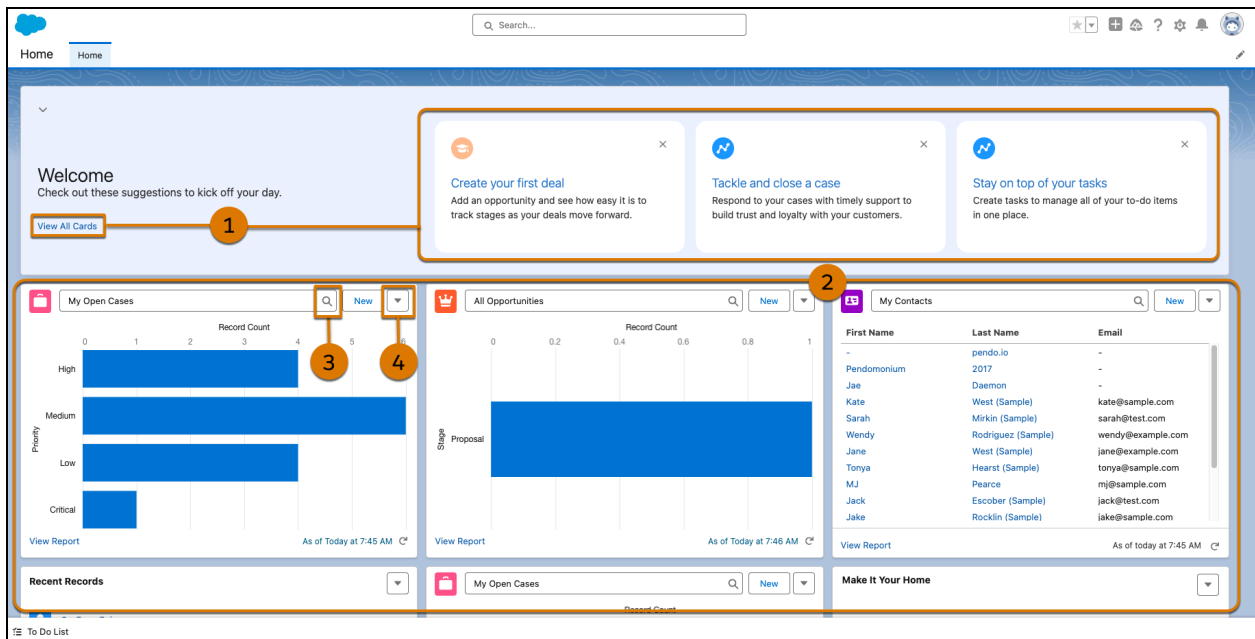 Search...
Home
Home
Welcome
Check out these suggestions to kick off your day.
View All Cards
1
Create your first deal
Add an opportunity and see how easy it is to
track stages as your deals move forward.
Tackle and close a case
Respond to your cases with timely support to
build trust and loyalty with your customers.
Stay on top of your tasks
Create tasks to manage all of your to-do items
in one place.
2
My Open Cases
New
3
4
Record Count
0 1 2 3 4 5 6
Priority
High
Medium
Low
Critical
View Report
As of Today at 7:45 AM
All Opportunities
New
Record Count
0 0.2 0.4 0.6 0.8 1
Stage
Proposal
View Report
As of Today at 7:46 AM
My Contacts
New
First Name Last Name Email
- pendo.io -
Pendomonium 2017 -
Jae Daemon -
Kate West (Sample) kate@sample.com
Sarah Mirkin (Sample) sarah@test.com
Wendy Rodriguez (Sample) wendy@example.com
Jane West (Sample) jane@example.com
Tonya Hearst (Sample) tonya@sample.com
MJ Pearce mj@sample.com
Jack Escober (Sample) jack@test.com
Jake Rocklin (Sample) jake@sample.com
View Report
As of today at 7:45 AM
Recent Records
My Open Cases
New
Record Count
Make It Your Home
To Do List